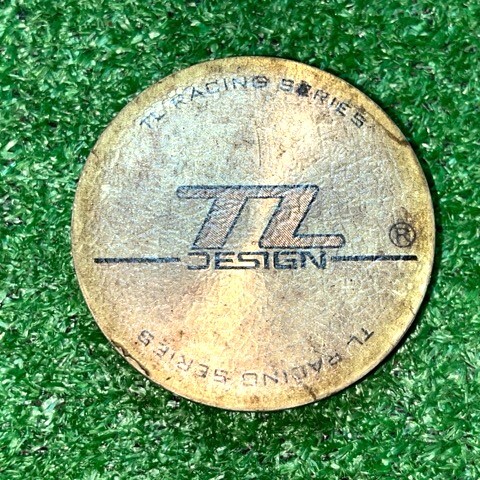 TL RACING SERIES
TL
®
DESIGN
TL RACING SERIES